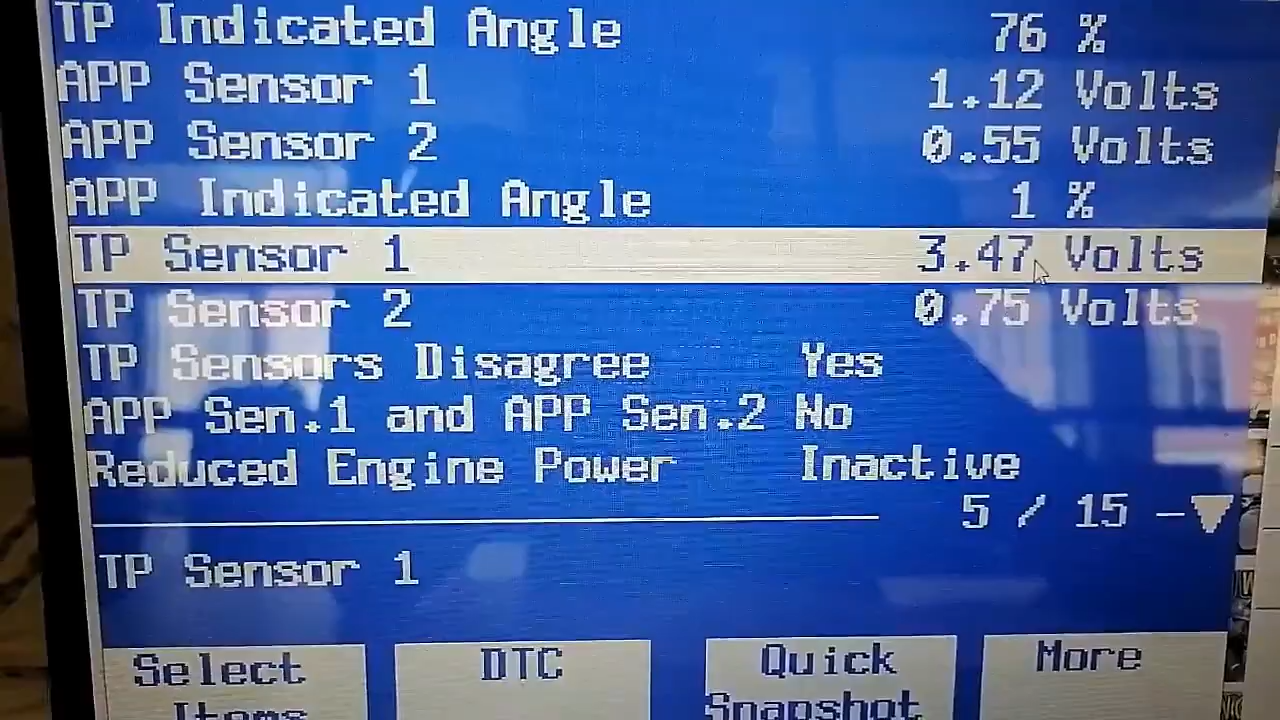 TP Indicated Angle 76 %
APP Sensor 1 1.12 Volts
APP Sensor 2 0.55 Volts
APP Indicated Angle 1 %
TP Sensor 1 3.47 Volts
TP Sensor 2 0.75 Volts
TP Sensors Disagree Yes
APP Sen.1 and APP Sen.2 No
Reduced Engine Power Inactive
5 / 15
TP Sensor 1
Select Items
DTC
Quick Snapshot
More